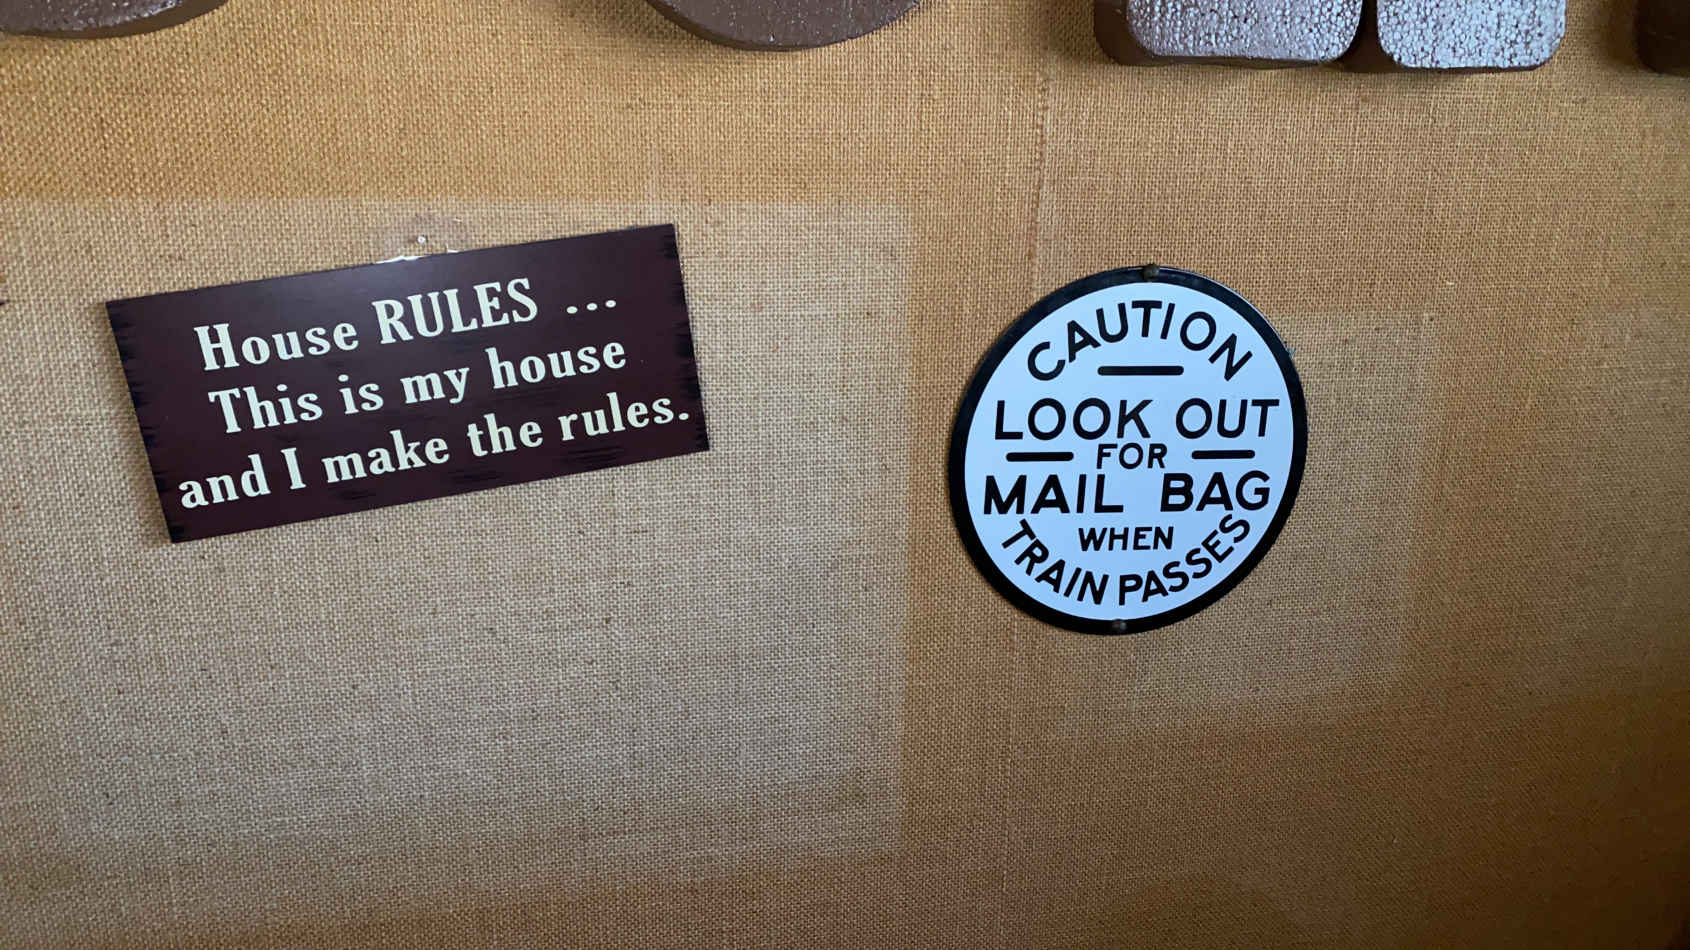 House RULES ...
This is my house
and I make the rules.
CAUTION
LOOK OUT
FOR
MAIL BAG
WHEN
TRAIN PASSES